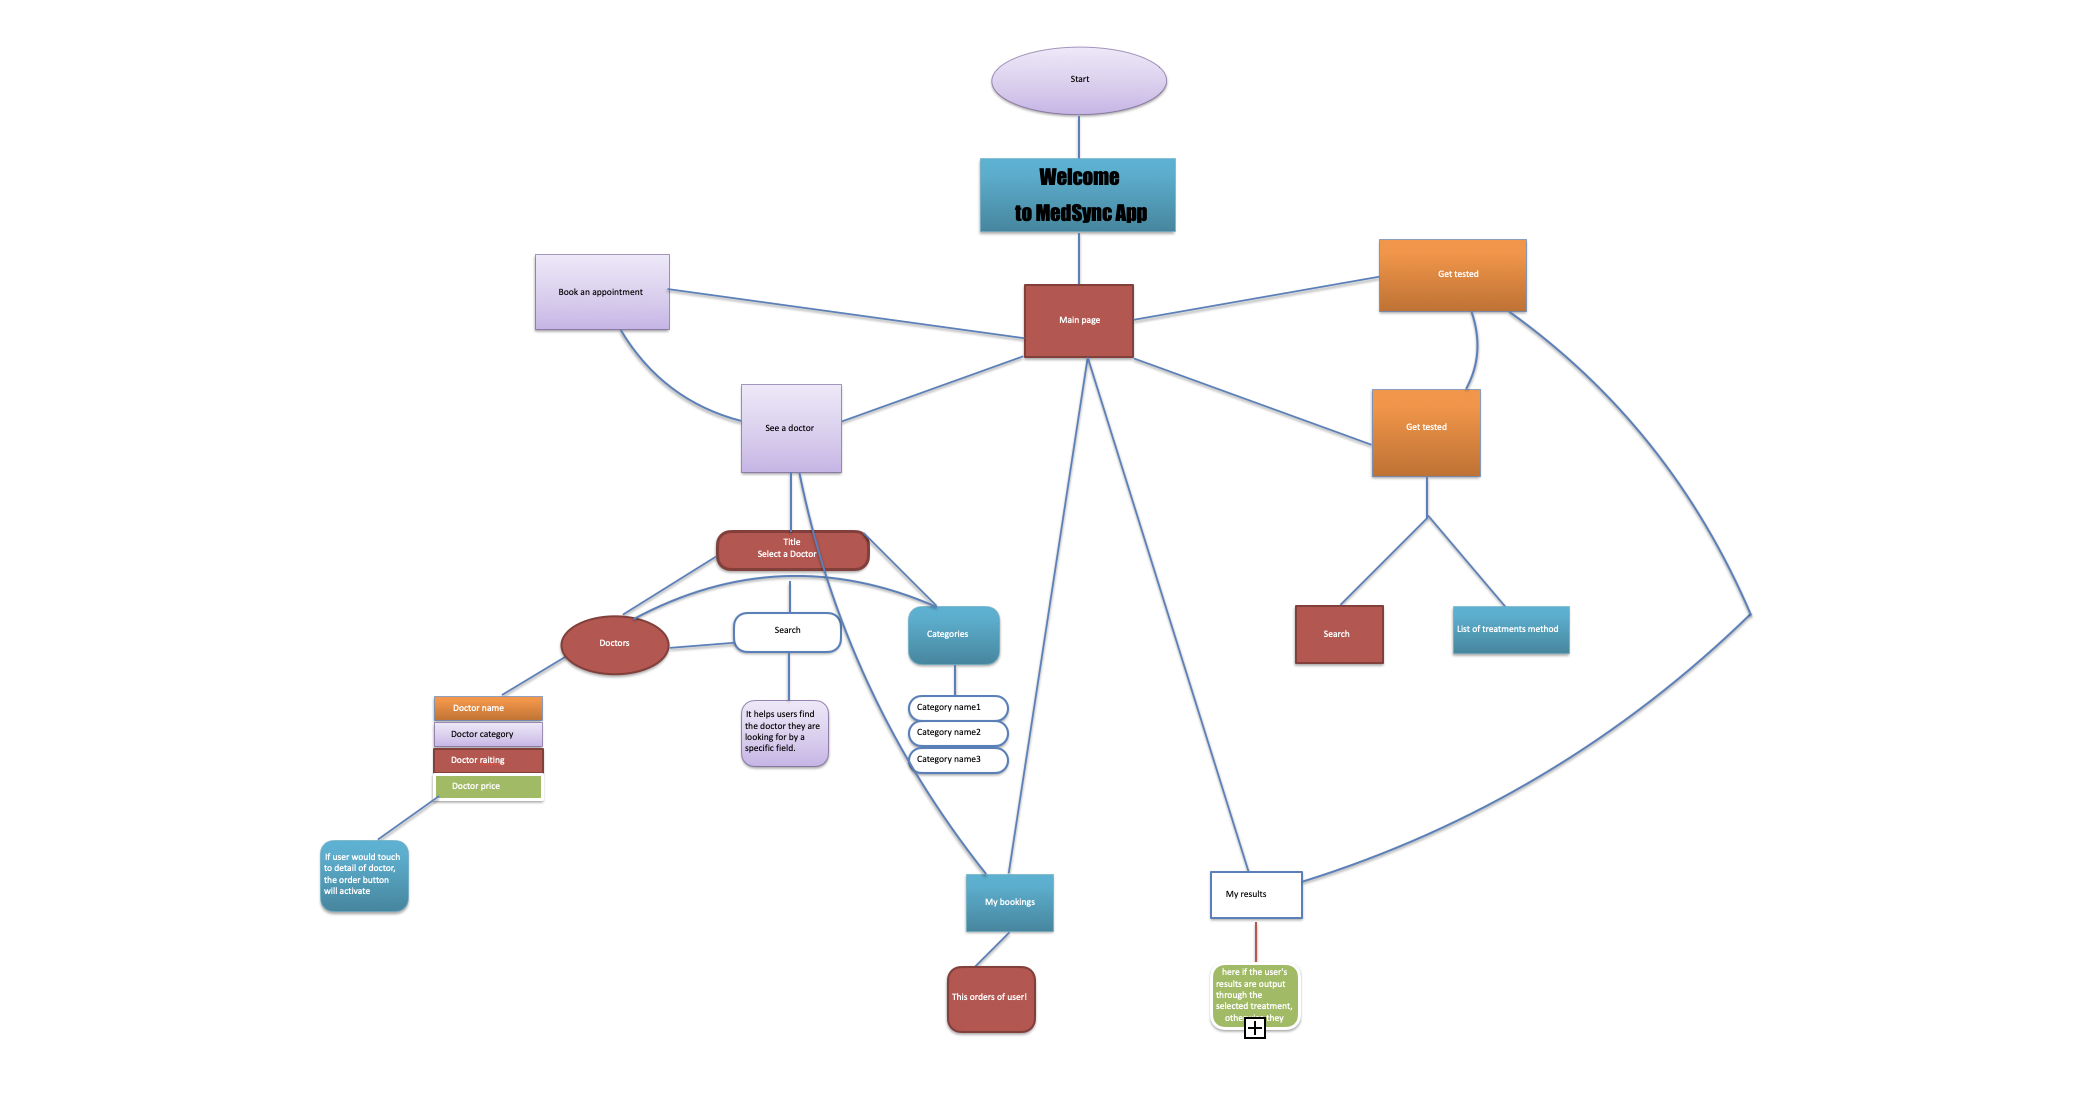 Start
Welcome
to MedSync App
Book an appointment
Main page
Get tested
See a doctor
Get tested
Title
Select a Doctor
Doctors
Search
Categories
Search
List of treatments method
Doctor name
Doctor category
Doctor raiting
Doctor price
It helps users find
the doctor they are
looking for by a
specific field.
Category name1
Category name2
Category name3
If user would touch
to detail of doctor,
the order button
will activate
My bookings
My results
This orders of user!
here if the user's
results are output
through the
selected treatment,
they